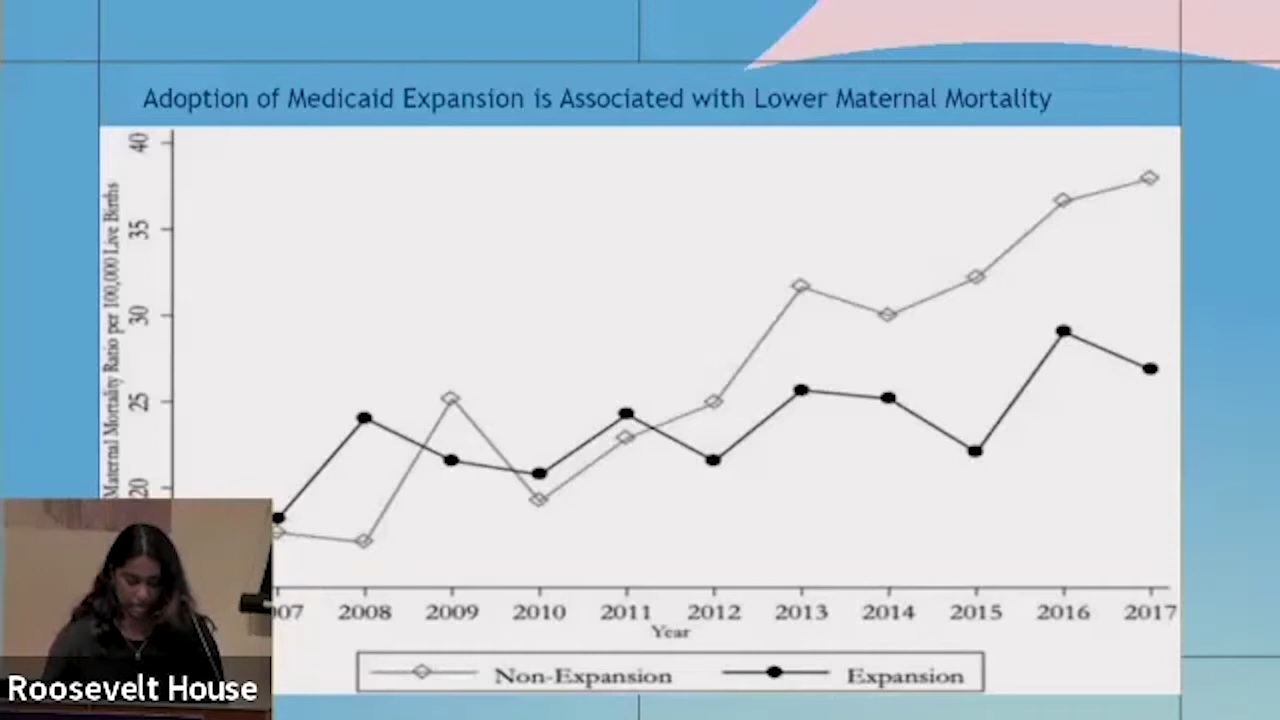 Adoption of Medicaid Expansion is Associated with Lower Maternal Mortality
Maternal Mortality Ratio per 100,000 Live Births
40
35
30
25
20
07 2008 2009 2010 2011 2012 2013 2014 2015 2016 2017
Year
Non-Expansion Expansion
Roosevelt House